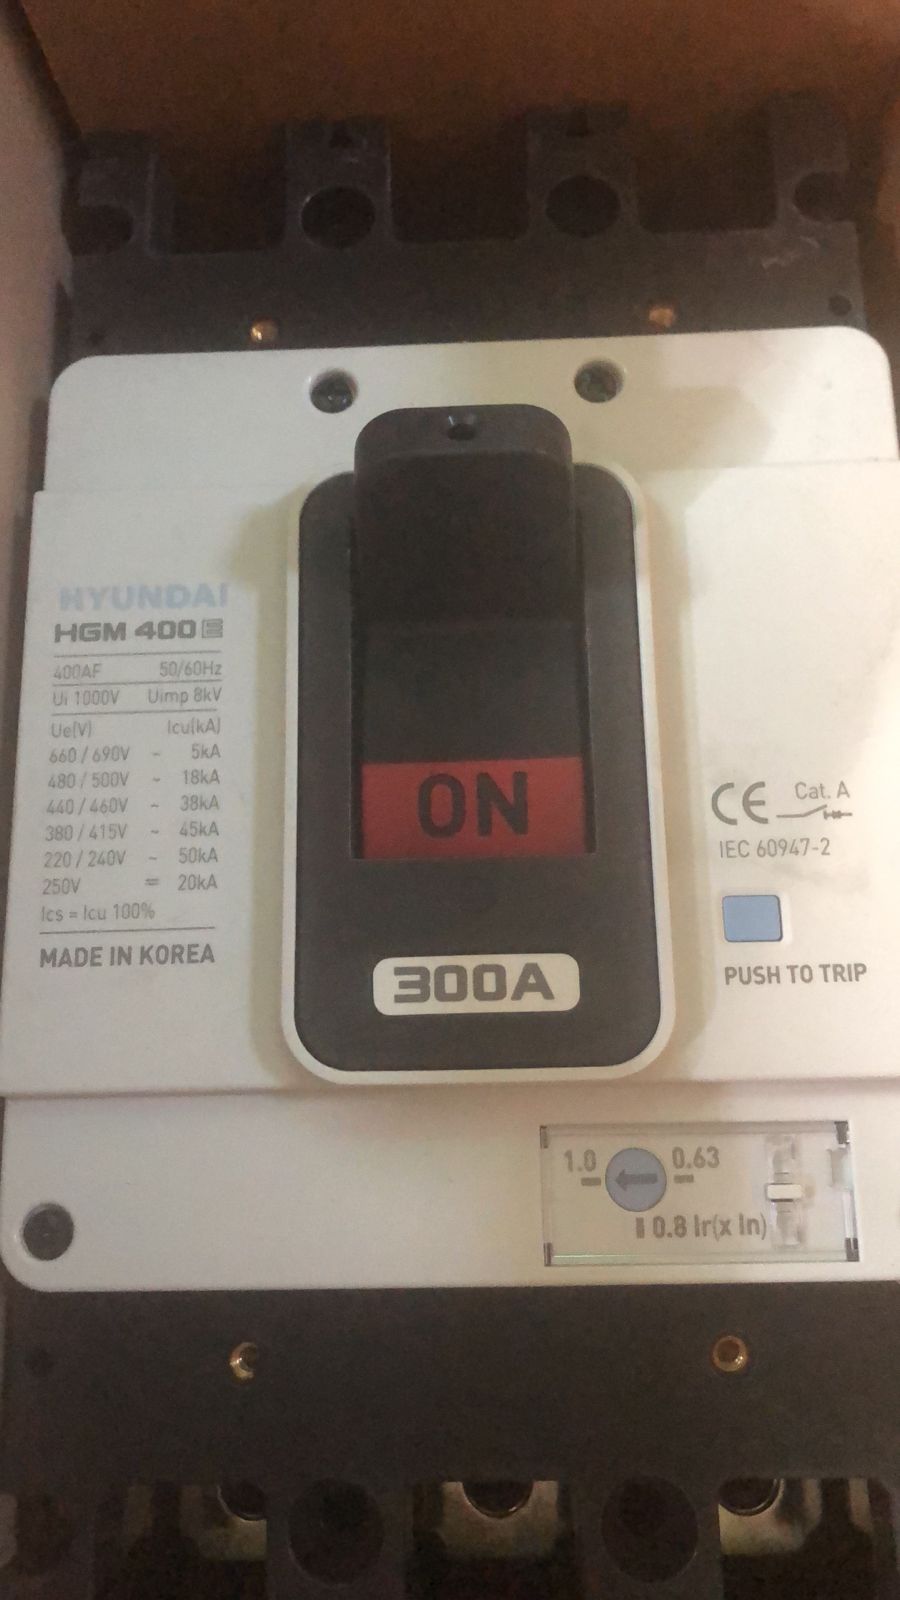 HYUNDAI
HGM 400 E
400AF 50/60Hz
Ui 1000V Uimp 8kV
Ue(V) Icu(kA)
660 / 690V ~ 5kA
480 / 500V ~ 18kA
440 / 460V ~ 38kA
380 / 415V ~ 45kA
220 / 240V ~ 50kA
250V ⎓ 20kA
Ics = Icu 100%
MADE IN KOREA
ON
300A
CE Cat. A
IEC 60947-2
PUSH TO TRIP
1.0 0.63
0.8 Ir(x In)